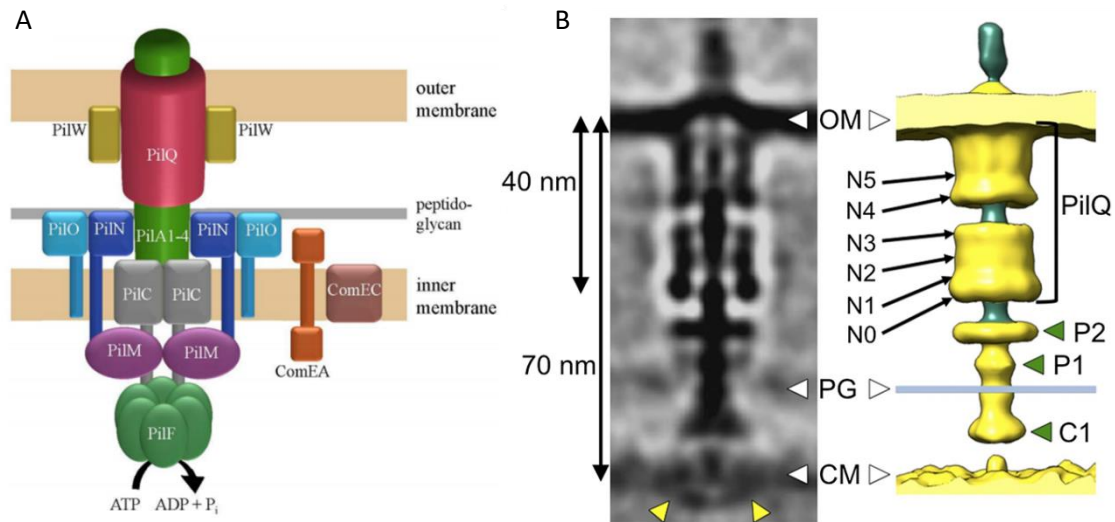 A
outer
membrane
PilW
PilW
PilQ
peptido-
glycan
PilO
PilN
PilA1-4
PilN
PilO
PilC
PilC
inner
membrane
ComEC
PilM
PilM
ComEA
PilF
ATP
ADP + Pi
B
OM
40 nm
N5
N4
PilQ
N3
N2
N1
N0
P2
70 nm
P1
PG
C1
CM